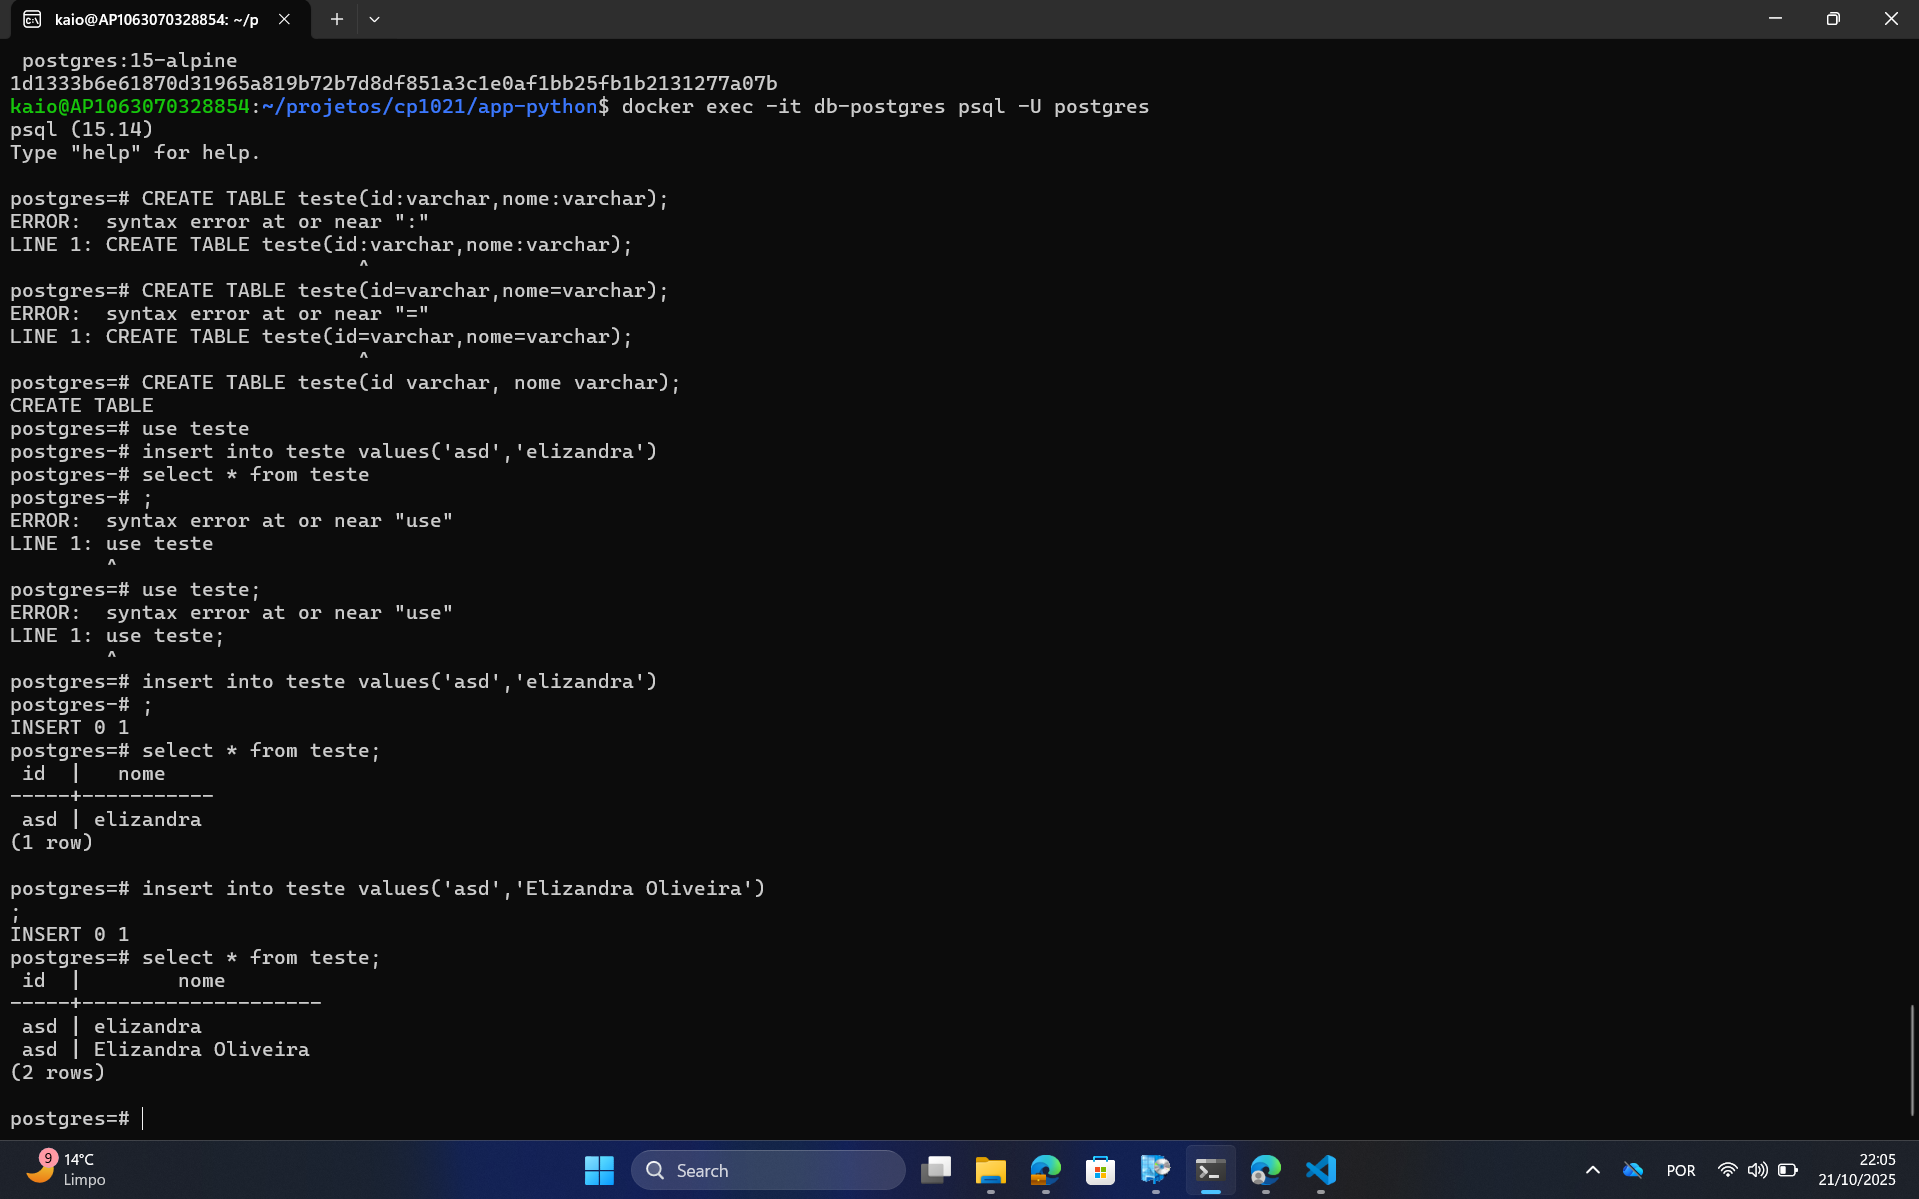 kaio@AP1063070328854: ~/p
postgres:15-alpine
1d1333b6e61870d31965a819b72b7d8df851a3c1e0af1bb25fb1b2131277a07b
kaio@AP1063070328854:~/projetos/cp1021/app-python$ docker exec -it db-postgres psql -U postgres
psql (15.14)
Type "help" for help.
postgres=# CREATE TABLE teste(id:varchar,nome:varchar);
ERROR:  syntax error at or near ":"
LINE 1: CREATE TABLE teste(id:varchar,nome:varchar);
^
postgres=# CREATE TABLE teste(id=varchar,nome=varchar);
ERROR:  syntax error at or near "="
LINE 1: CREATE TABLE teste(id=varchar,nome=varchar);
^
postgres=# CREATE TABLE teste(id varchar, nome varchar);
CREATE TABLE
postgres=# use teste
postgres-# insert into teste values('asd','elizandra')
postgres-# select * from teste
postgres-# ;
ERROR:  syntax error at or near "use"
LINE 1: use teste
^
postgres=# use teste;
ERROR:  syntax error at or near "use"
LINE 1: use teste;
^
postgres=# insert into teste values('asd','elizandra')
postgres-# ;
INSERT 0 1
postgres=# select * from teste;
id  |   nome
-----+-----------
asd | elizandra
(1 row)
postgres=# insert into teste values('asd','Elizandra Oliveira')
;
INSERT 0 1
postgres=# select * from teste;
id  |        nome
-----+--------------------
asd | elizandra
asd | Elizandra Oliveira
(2 rows)
postgres=#
9
14°C
Limpo
Search
POR
22:05
21/10/2025